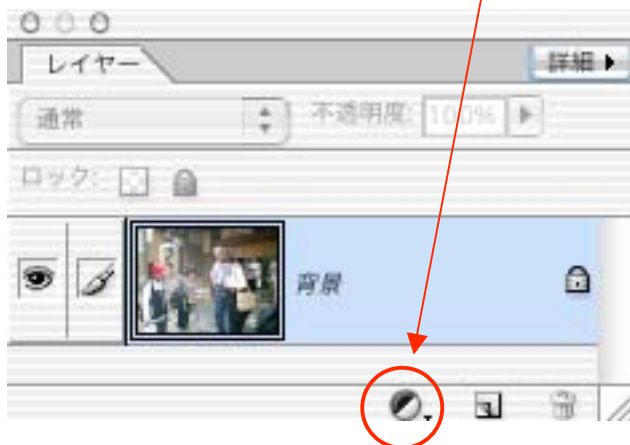 レイヤー
詳細
通常
不透明度: 100%
ロック:
背景